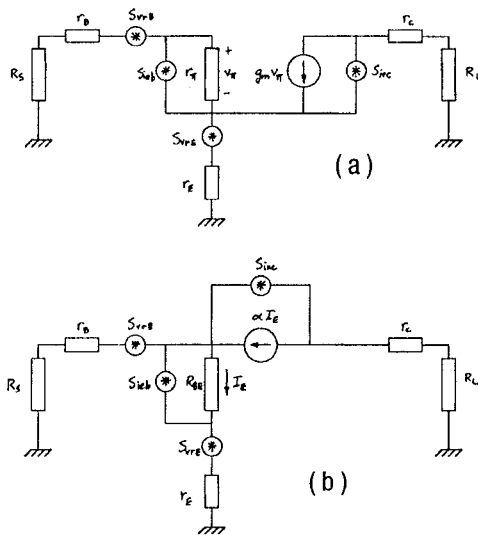 r_B S_vrB
R_S
S_ieb r_π + v_π -
g_m v_π S_irc
r_c
R_L
S_vrE
r_E
(a)
S_irc
α I_E
r_B S_vrB
r_c
R_S
S_ieb R_BE I_E
R_L
S_vrE
r_E
(b)